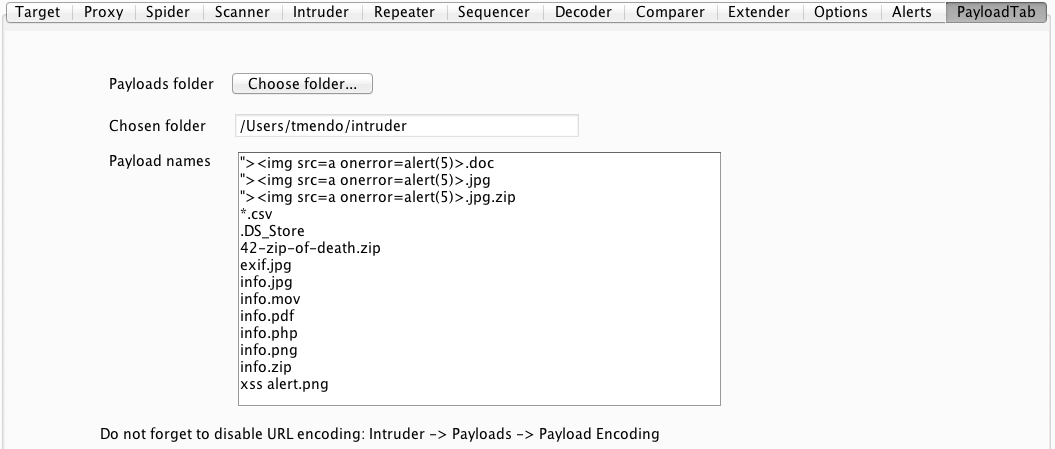 Target Proxy Spider Scanner Intruder Repeater Sequencer Decoder Comparer Extender Options Alerts PayloadTab
Payloads folder Choose folder...
Chosen folder /Users/tmendo/intruder
Payload names
"><img src=a onerror=alert(5)>.doc
"><img src=a onerror=alert(5)>.jpg
"><img src=a onerror=alert(5)>.jpg.zip
*.csv
.DS_Store
42-zip-of-death.zip
exif.jpg
info.jpg
info.mov
info.pdf
info.php
info.png
info.zip
xss alert.png
Do not forget to disable URL encoding: Intruder -> Payloads -> Payload Encoding